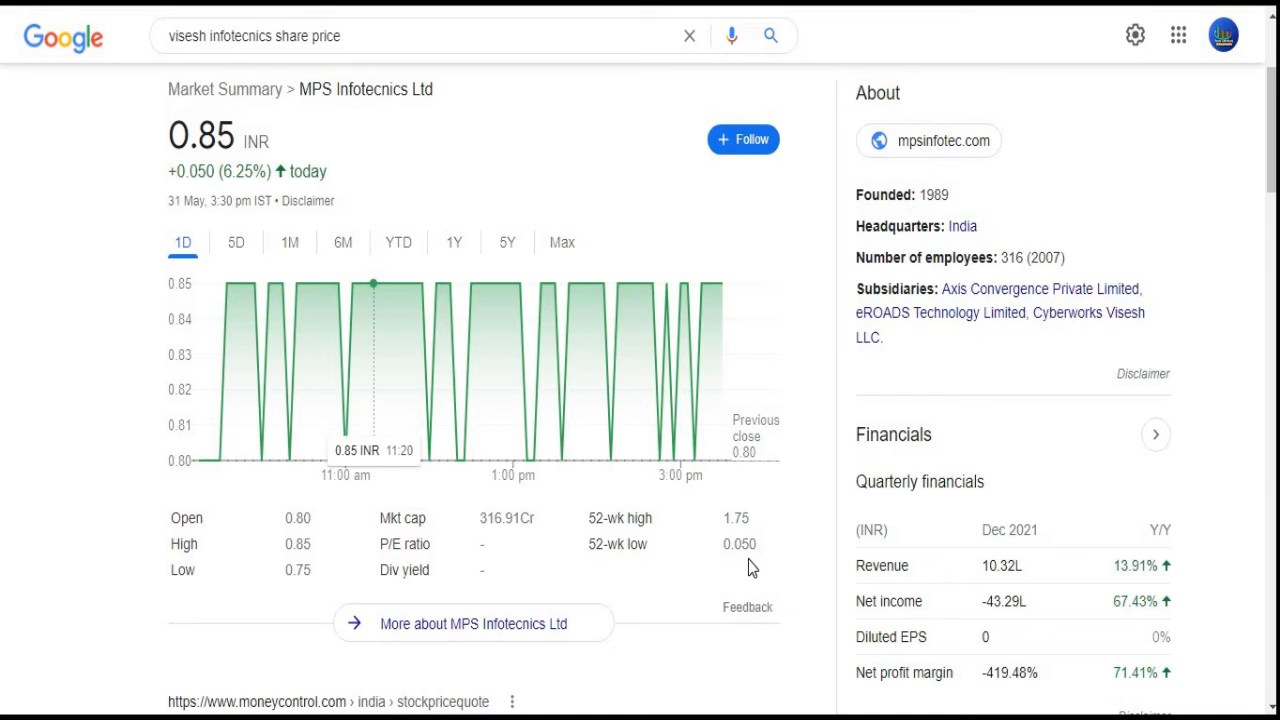 Google
visesh infotecnics share price
Market Summary > MPS Infotecnics Ltd
0.85 INR
+ Follow
+0.050 (6.25%) ↑ today
31 May, 3:30 pm IST • Disclaimer
1D 5D 1M 6M YTD 1Y 5Y Max
0.85
0.84
0.83
0.82
0.81
0.80
0.85 INR 11:20
Previous
close
0.80
11:00 am 1:00 pm 3:00 pm
Open 0.80 Mkt cap 316.91Cr 52-wk high 1.75
High 0.85 P/E ratio - 52-wk low 0.050
Low 0.75 Div yield -
Feedback
→ More about MPS Infotecnics Ltd
https://www.moneycontrol.com › india › stockpricequote
About
mpsinfotec.com
Founded: 1989
Headquarters: India
Number of employees: 316 (2007)
Subsidiaries: Axis Convergence Private Limited,
eROADS Technology Limited, Cyberworks Visesh
LLC.
Disclaimer
Financials
Quarterly financials
(INR) Dec 2021 Y/Y
Revenue 10.32L 13.91% ↑
Net income -43.29L 67.43% ↑
Diluted EPS 0 0%
Net profit margin -419.48% 71.41% ↑